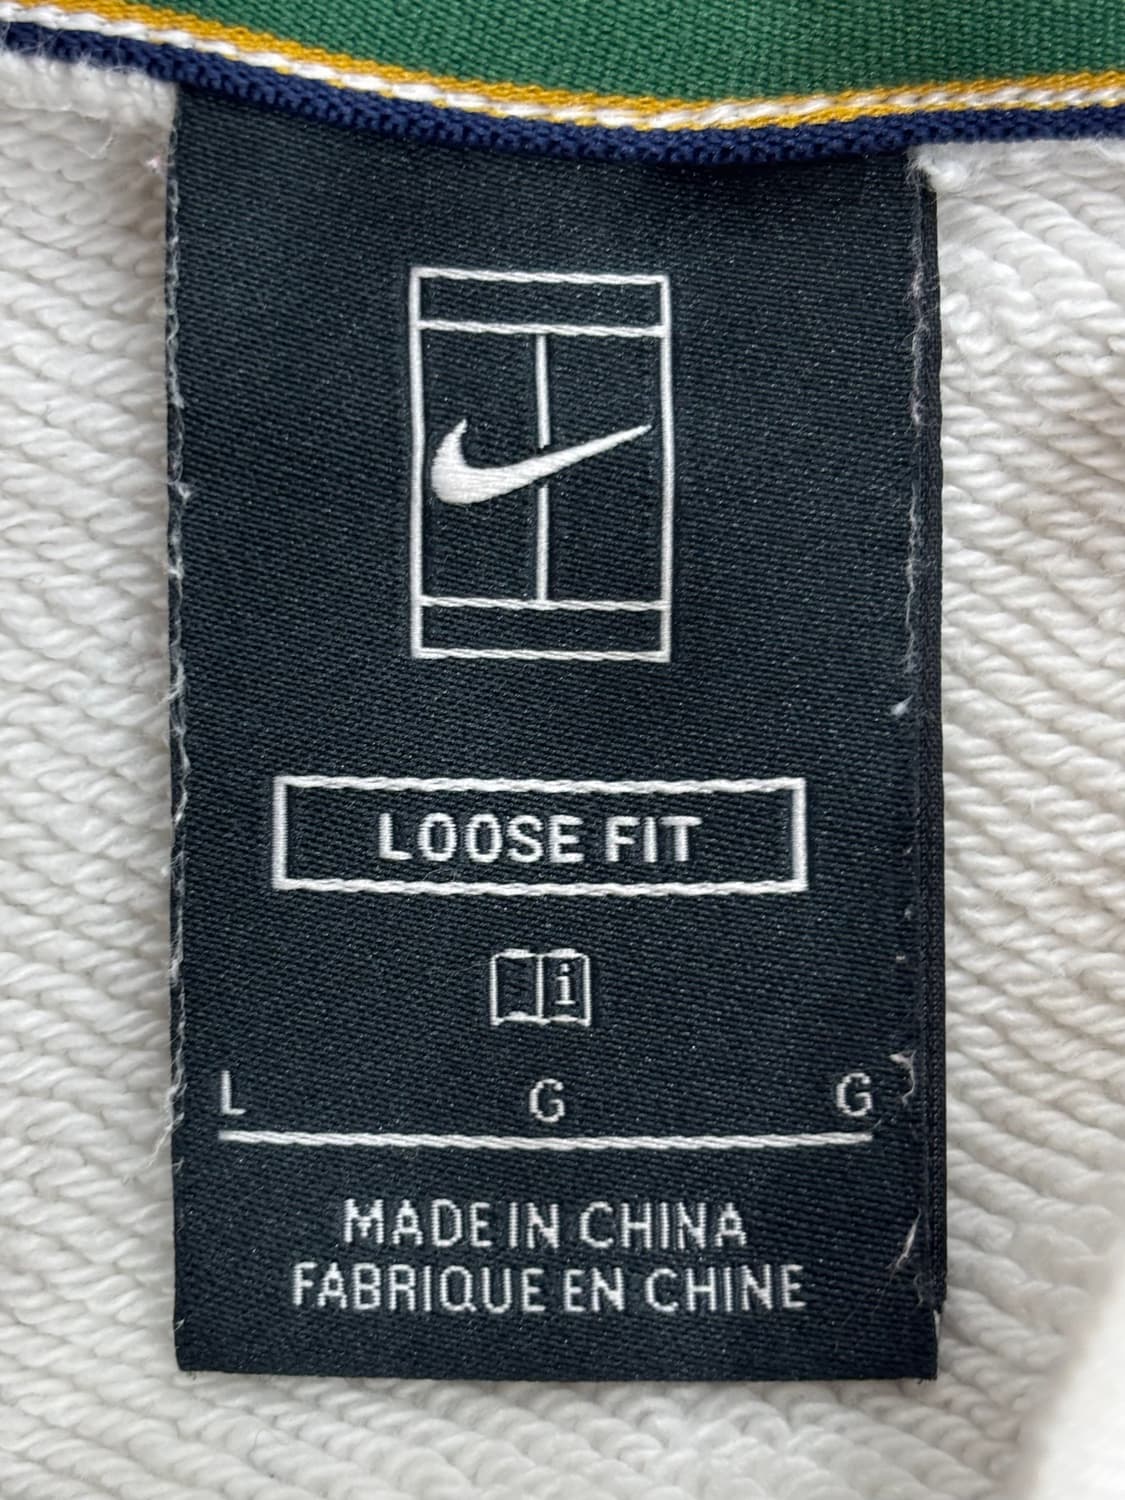 LOOSE FIT
i
L G G
MADE IN CHINA
FABRIQUE EN CHINE